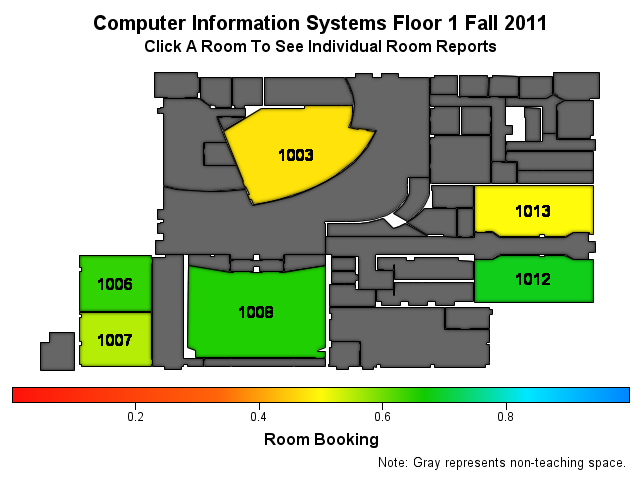 Computer Information Systems Floor 1 Fall 2011
Click A Room To See Individual Room Reports
1003
1013
1006
1012
1008
1007
0.2 0.4 0.6 0.8
Room Booking
Note: Gray represents non-teaching space.